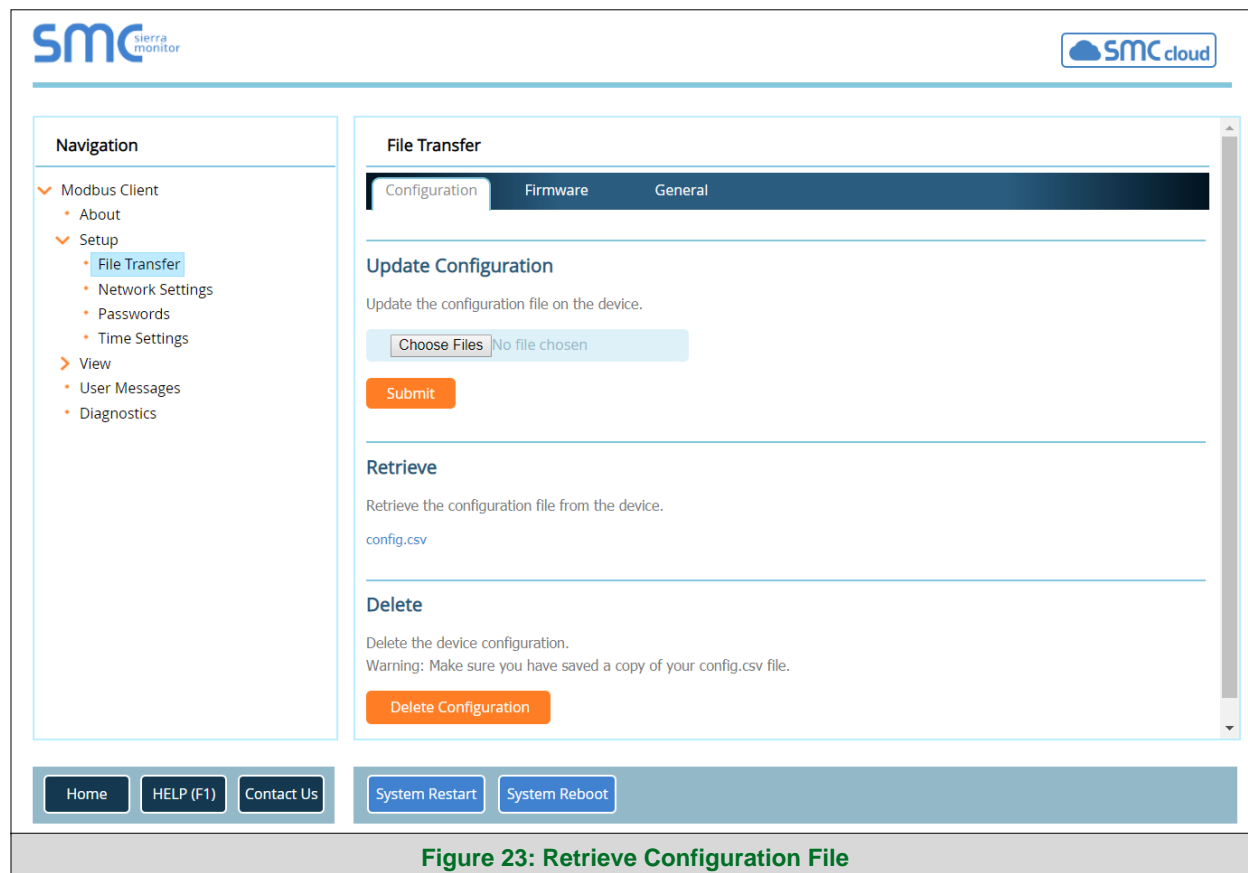 SMC sierra monitor
SMC cloud
Navigation
Modbus Client
About
Setup
File Transfer
Network Settings
Passwords
Time Settings
View
User Messages
Diagnostics
File Transfer
Configuration Firmware General
Update Configuration
Update the configuration file on the device.
Choose Files No file chosen
Submit
Retrieve
Retrieve the configuration file from the device.
config.csv
Delete
Delete the device configuration.
Warning: Make sure you have saved a copy of your config.csv file.
Delete Configuration
Home HELP (F1) Contact Us System Restart System Reboot
Figure 23: Retrieve Configuration File